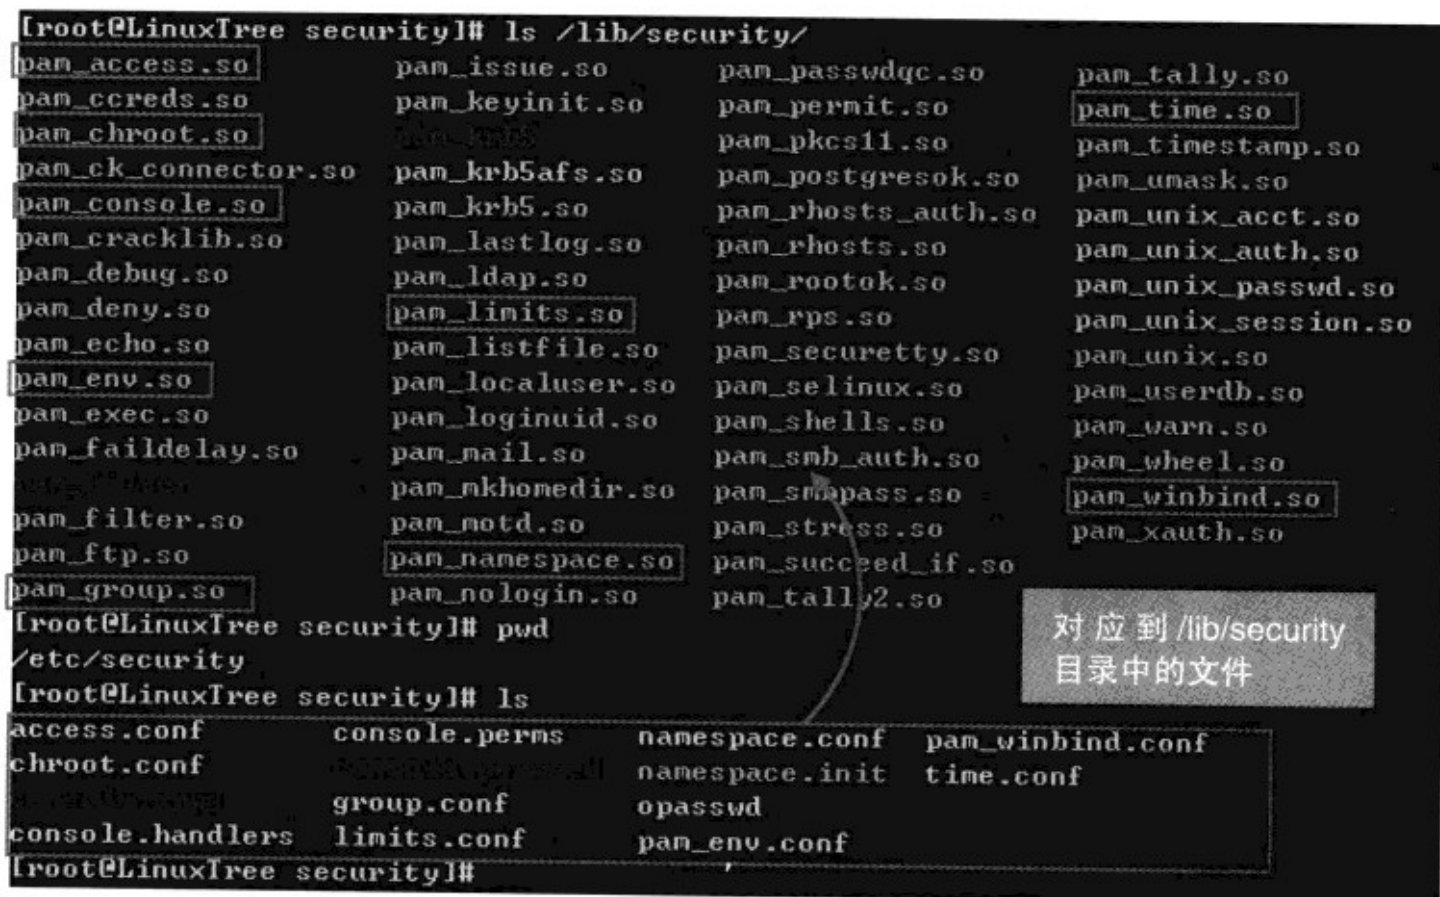 [root@LinuxTree security]# ls /lib/security/
pam_access.so pam_issue.so pam_passwdqc.so pam_tally.so
pam_ccreds.so pam_keyinit.so pam_permit.so pam_time.so
pam_chroot.so pam_pkcs11.so pam_timestamp.so
pam_ck_connector.so pam_krb5afs.so pam_postgresok.so pam_umask.so
pam_console.so pam_krb5.so pam_rhosts_auth.so pam_unix_acct.so
pam_cracklib.so pam_lastlog.so pam_rhosts.so pam_unix_auth.so
pam_debug.so pam_ldap.so pam_rootok.so pam_unix_passwd.so
pam_deny.so pam_limits.so pam_rps.so pam_unix_session.so
pam_echo.so pam_listfile.so pam_securetty.so pam_unix.so
pam_env.so pam_localuser.so pam_selinux.so pam_userdb.so
pam_exec.so pam_loginuid.so pam_shells.so pam_warn.so
pam_faildelay.so pam_mail.so pam_smb_auth.so pam_wheel.so
pam_mkhomedir.so pam_smbpass.so pam_winbind.so
pam_filter.so pam_motd.so pam_stress.so pam_xauth.so
pam_ftp.so pam_namespace.so pam_succeed_if.so
pam_group.so pam_nologin.so pam_tally2.so
[root@LinuxTree security]# pwd
/etc/security
[root@LinuxTree security]# ls
access.conf console.perms namespace.conf pam_winbind.conf
chroot.conf namespace.init time.conf
group.conf opasswd
console.handlers limits.conf pam_env.conf
[root@LinuxTree security]#
对应到/lib/security
目录中的文件